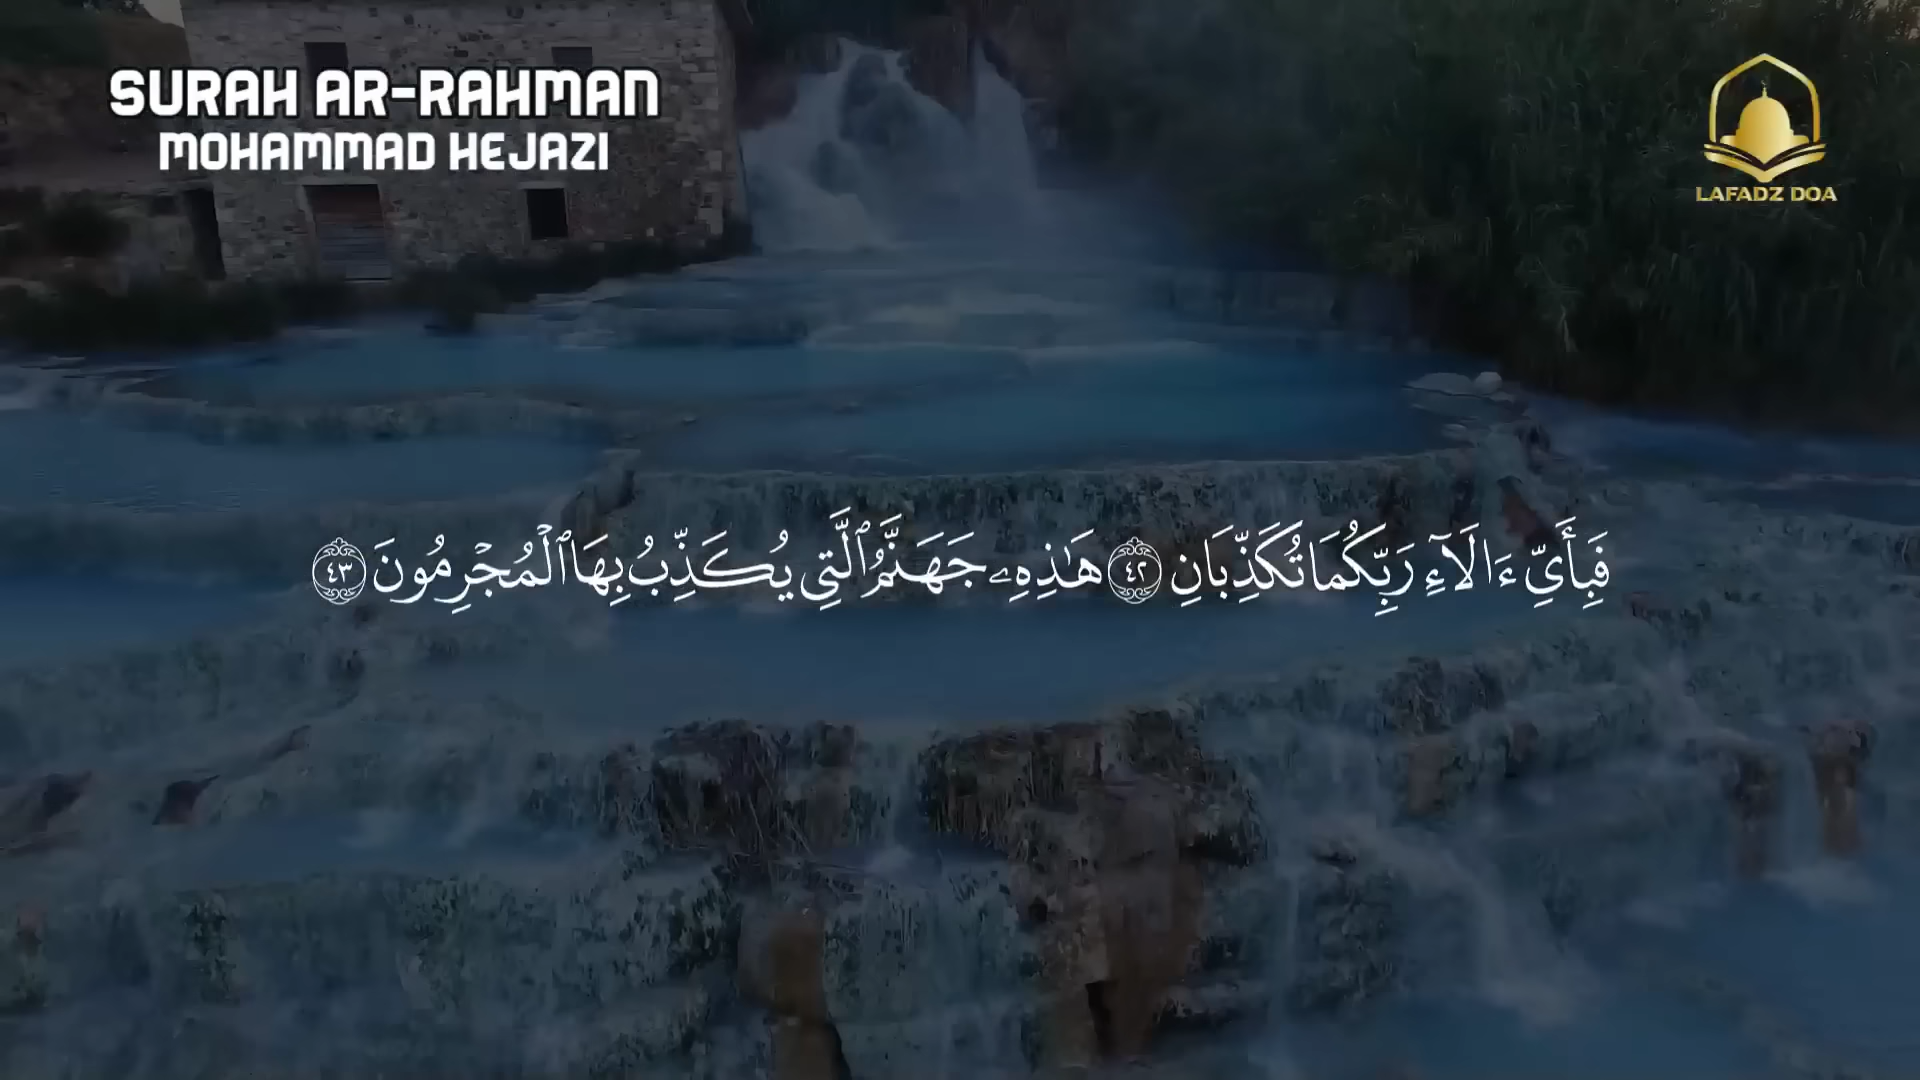 SURAH AR-RAHMAN
MOHAMMAD HEJAZI
LAFADZ DOA
فَبِأَيِّ ءَالَآءِ رَبِّكُمَا تُكَذِّبَانِ ٤٢ هَٰذِهِۦ جَهَنَّمُ ٱلَّتِي يُكَذِّبُ بِهَا ٱلْمُجْرِمُونَ ٤٣